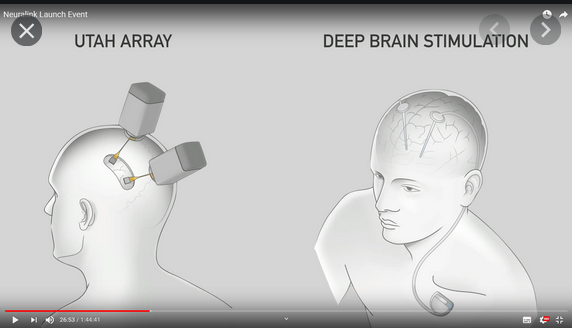 Neuralink Launch Event
UTAH ARRAY
DEEP BRAIN STIMULATION
26:53 / 1:44:41